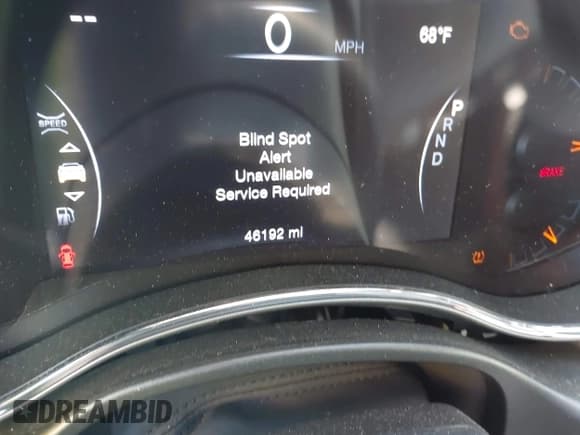 0 MPH
68°F
SPEED
Blind Spot
Alert
Unavailable
Service Required
46192 mi
P
R
N
D
BRAKE
DREAMBID